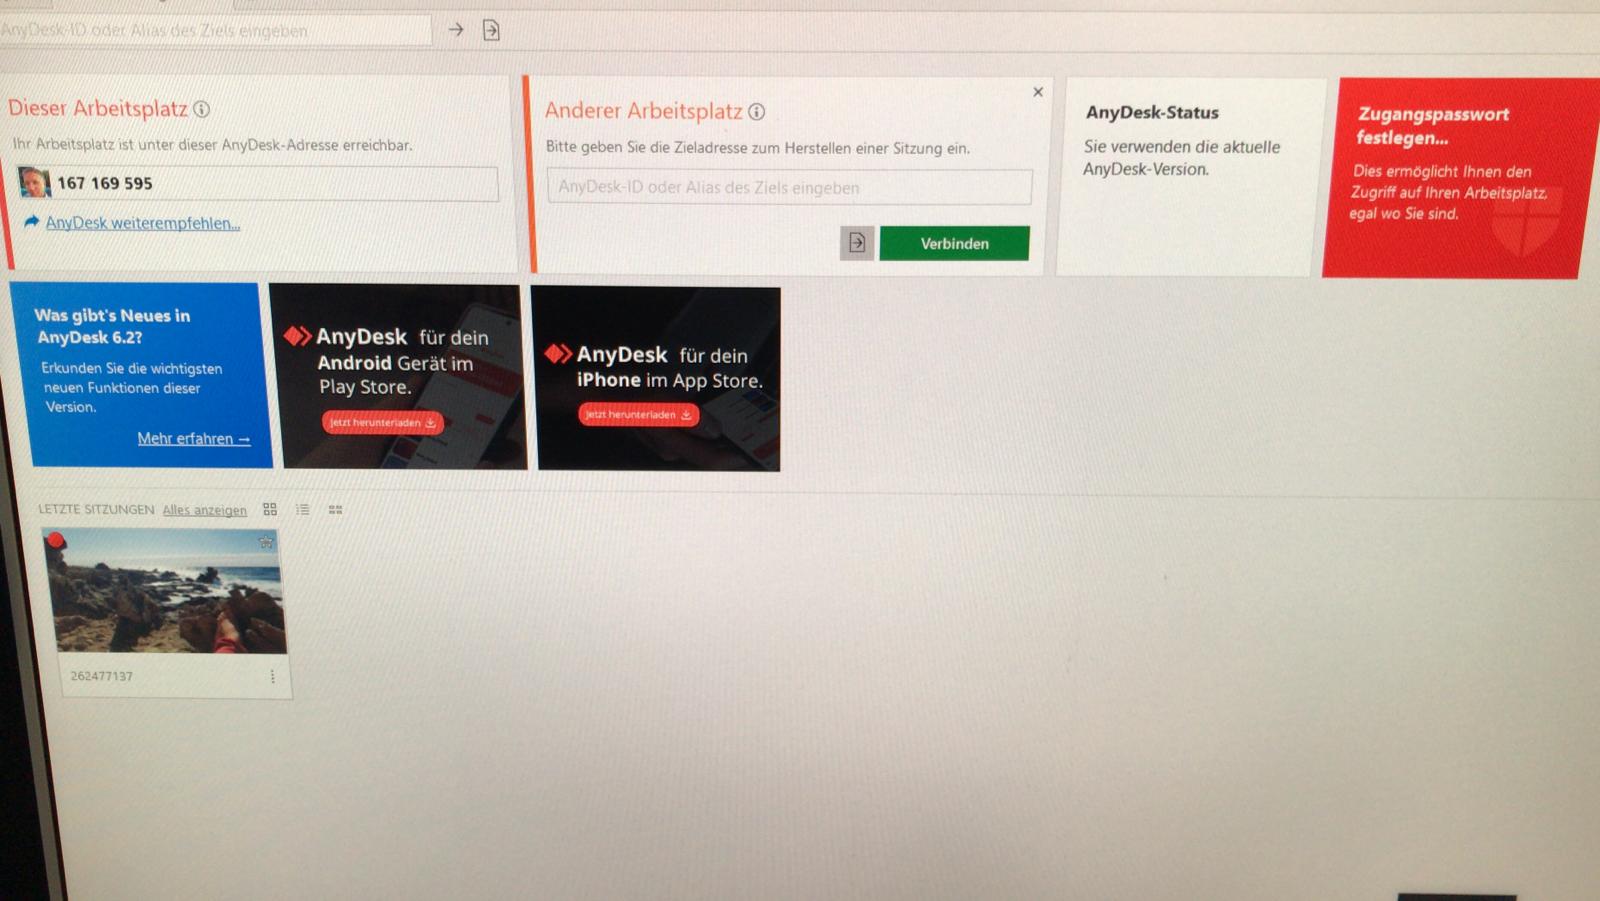 AnyDesk-ID oder Alias des Ziels eingeben
Dieser Arbeitsplatz
Ihr Arbeitsplatz ist unter dieser AnyDesk-Adresse erreichbar.
167 169 595
AnyDesk weiterempfehlen...
Anderer Arbeitsplatz
Bitte geben Sie die Zieladresse zum Herstellen einer Sitzung ein.
AnyDesk-ID oder Alias des Ziels eingeben
Verbinden
AnyDesk-Status
Sie verwenden die aktuelle
AnyDesk-Version.
Zugangspasswort
festlegen...
Dies ermöglicht Ihnen den
Zugriff auf Ihren Arbeitsplatz,
egal wo Sie sind.
Was gibt's Neues in
AnyDesk 6.2?
Erkunden Sie die wichtigsten
neuen Funktionen dieser
Version.
Mehr erfahren →
AnyDesk für dein
Android Gerät im
Play Store.
Jetzt herunterladen
AnyDesk für dein
iPhone im App Store.
Jetzt herunterladen
LETZTE SITZUNGEN Alles anzeigen
262477137